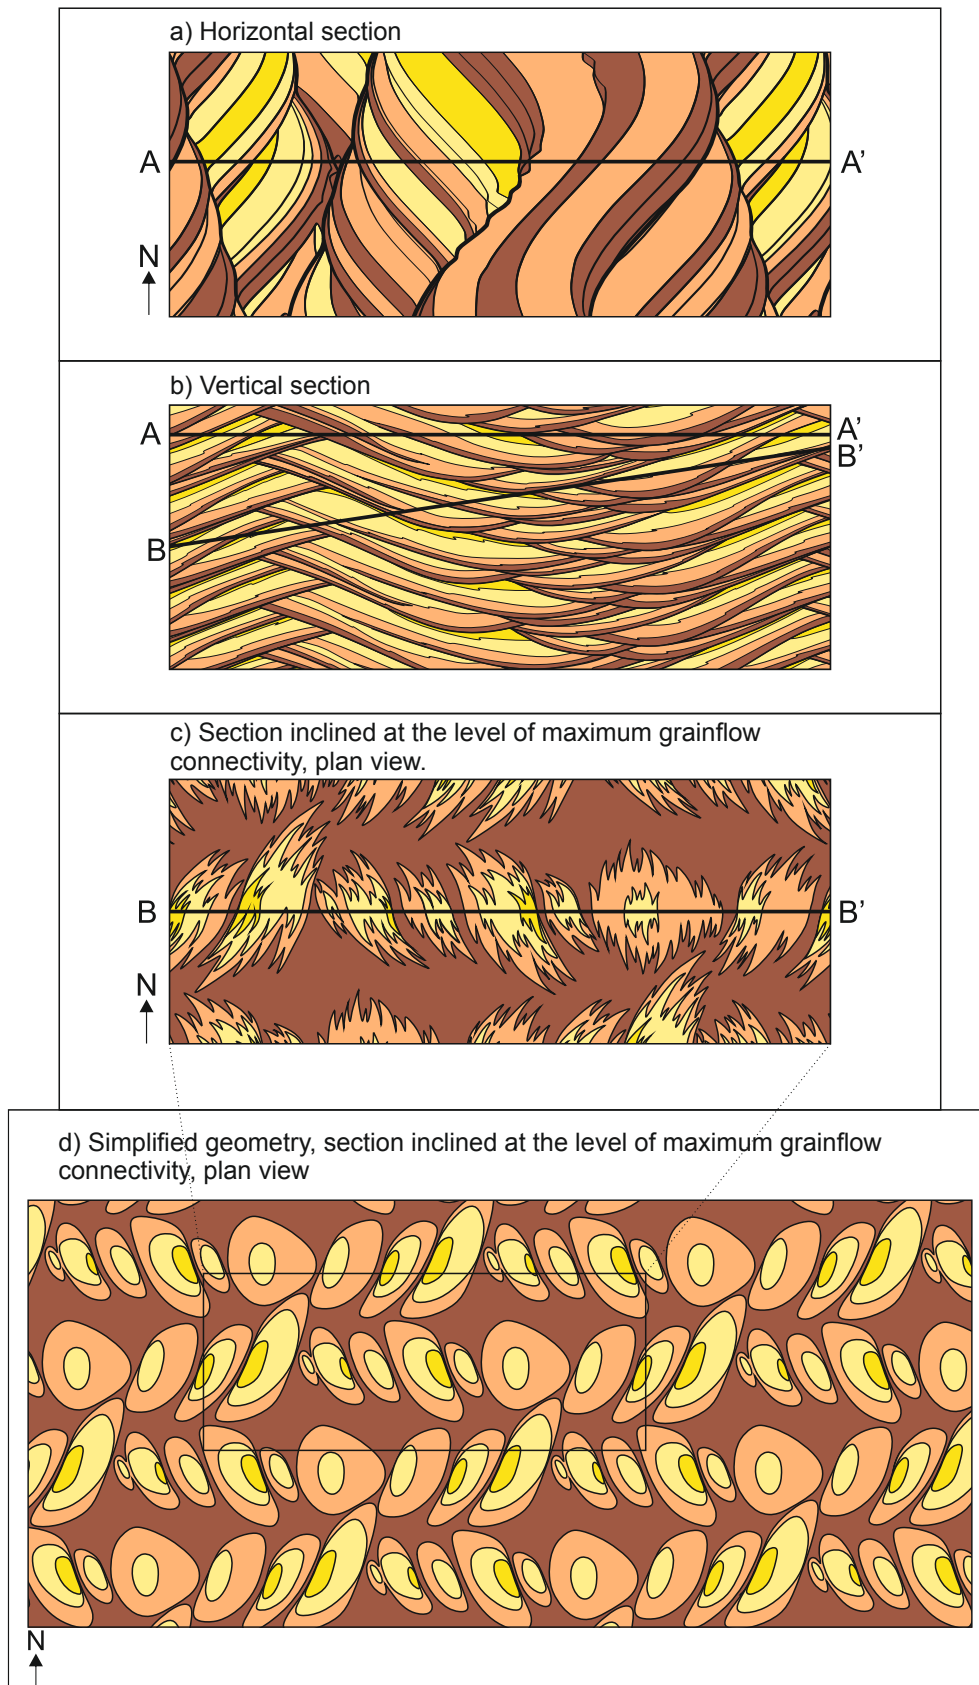 a) Horizontal section
A
A'
N
b) Vertical section
A
A'
B'
B
c) Section inclined at the level of maximum grainflow
connectivity, plan view.
B
B'
N
d) Simplified geometry, section inclined at the level of maximum grainflow
connectivity, plan view
N